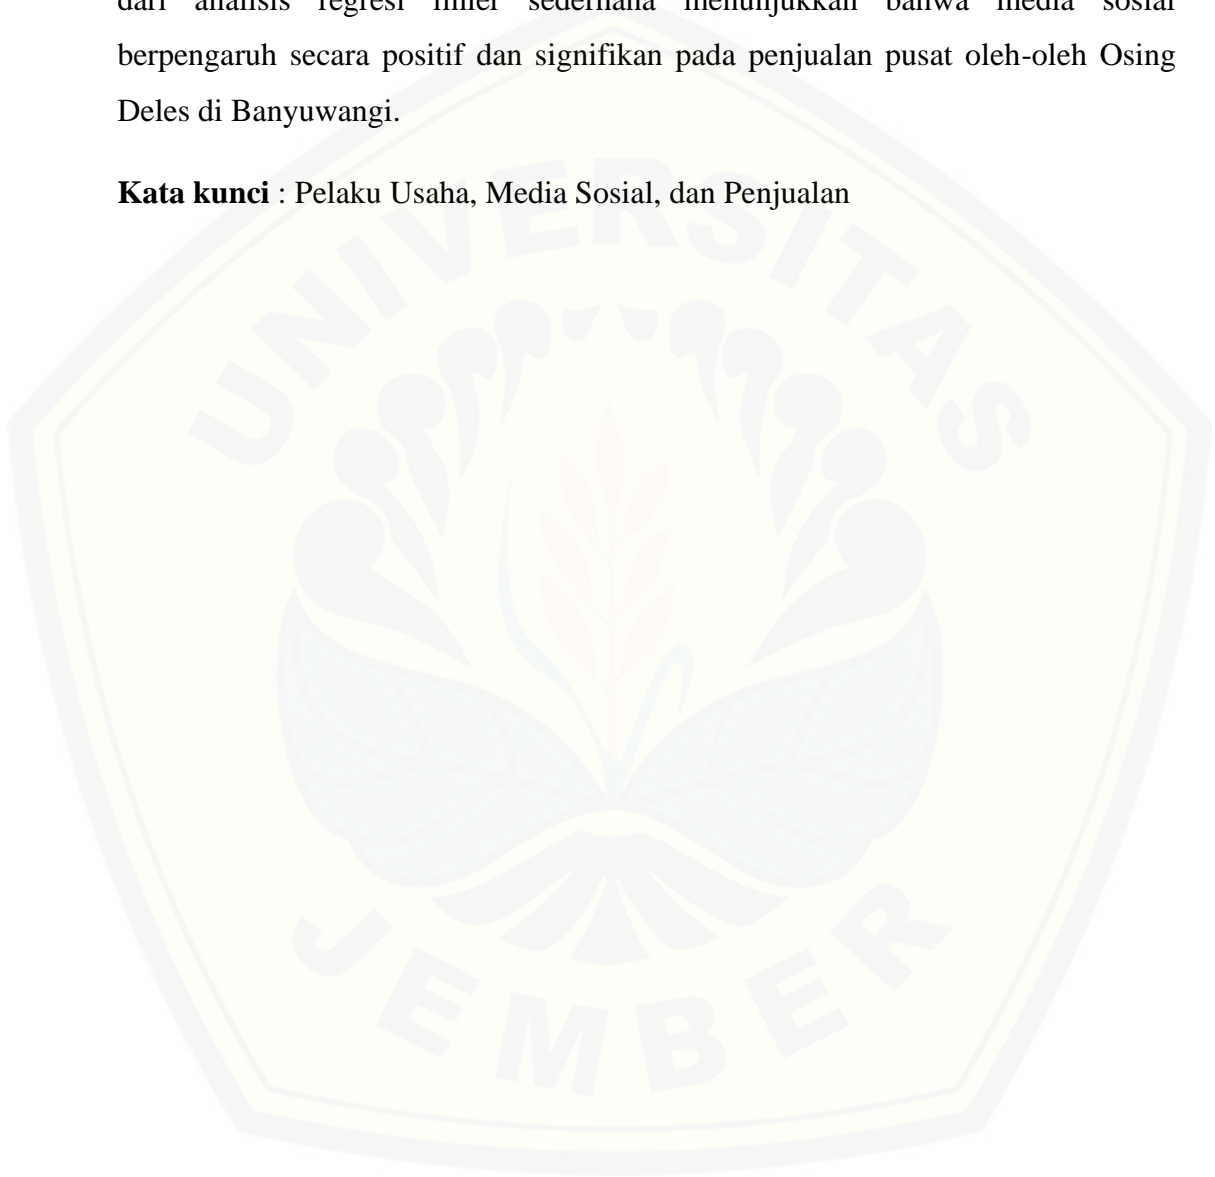 dari analisis regresi linier sederhana menunjukkan bahwa media sosial
berpengaruh secara positif dan signifikan pada penjualan pusat oleh-oleh Osing
Deles di Banyuwangi.
Kata kunci : Pelaku Usaha, Media Sosial, dan Penjualan
UNIVERSITAS
JEMBER